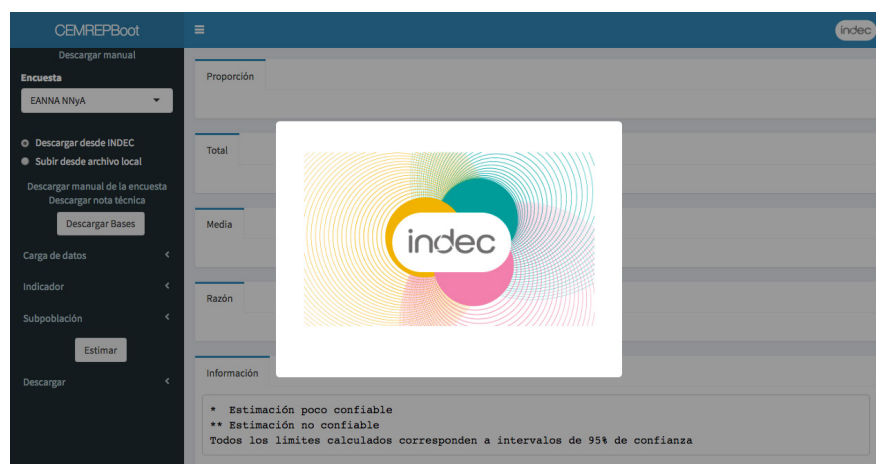 CEMREPBoot
indec
Descargar manual
Encuesta
EANNA NNyA
Descargar desde INDEC
Subir desde archivo local
Descargar manual de la encuesta
Descargar nota técnica
Descargar Bases
Carga de datos
Indicador
Subpoblación
Estimar
Descargar
Proporción
Total
Media
Razón
Información
* Estimación poco confiable
** Estimación no confiable
Todos los límites calculados corresponden a intervalos de 95% de confianza
indec